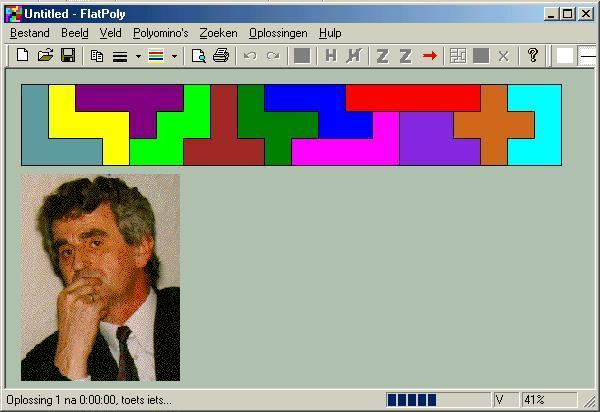 Untitled - FlatPoly
Bestand Beeld Veld Polyomino's Zoeken Oplossingen Hulp
H H Z Z X ?
Oplossing 1 na 0:00:00, toets iets... V 41%